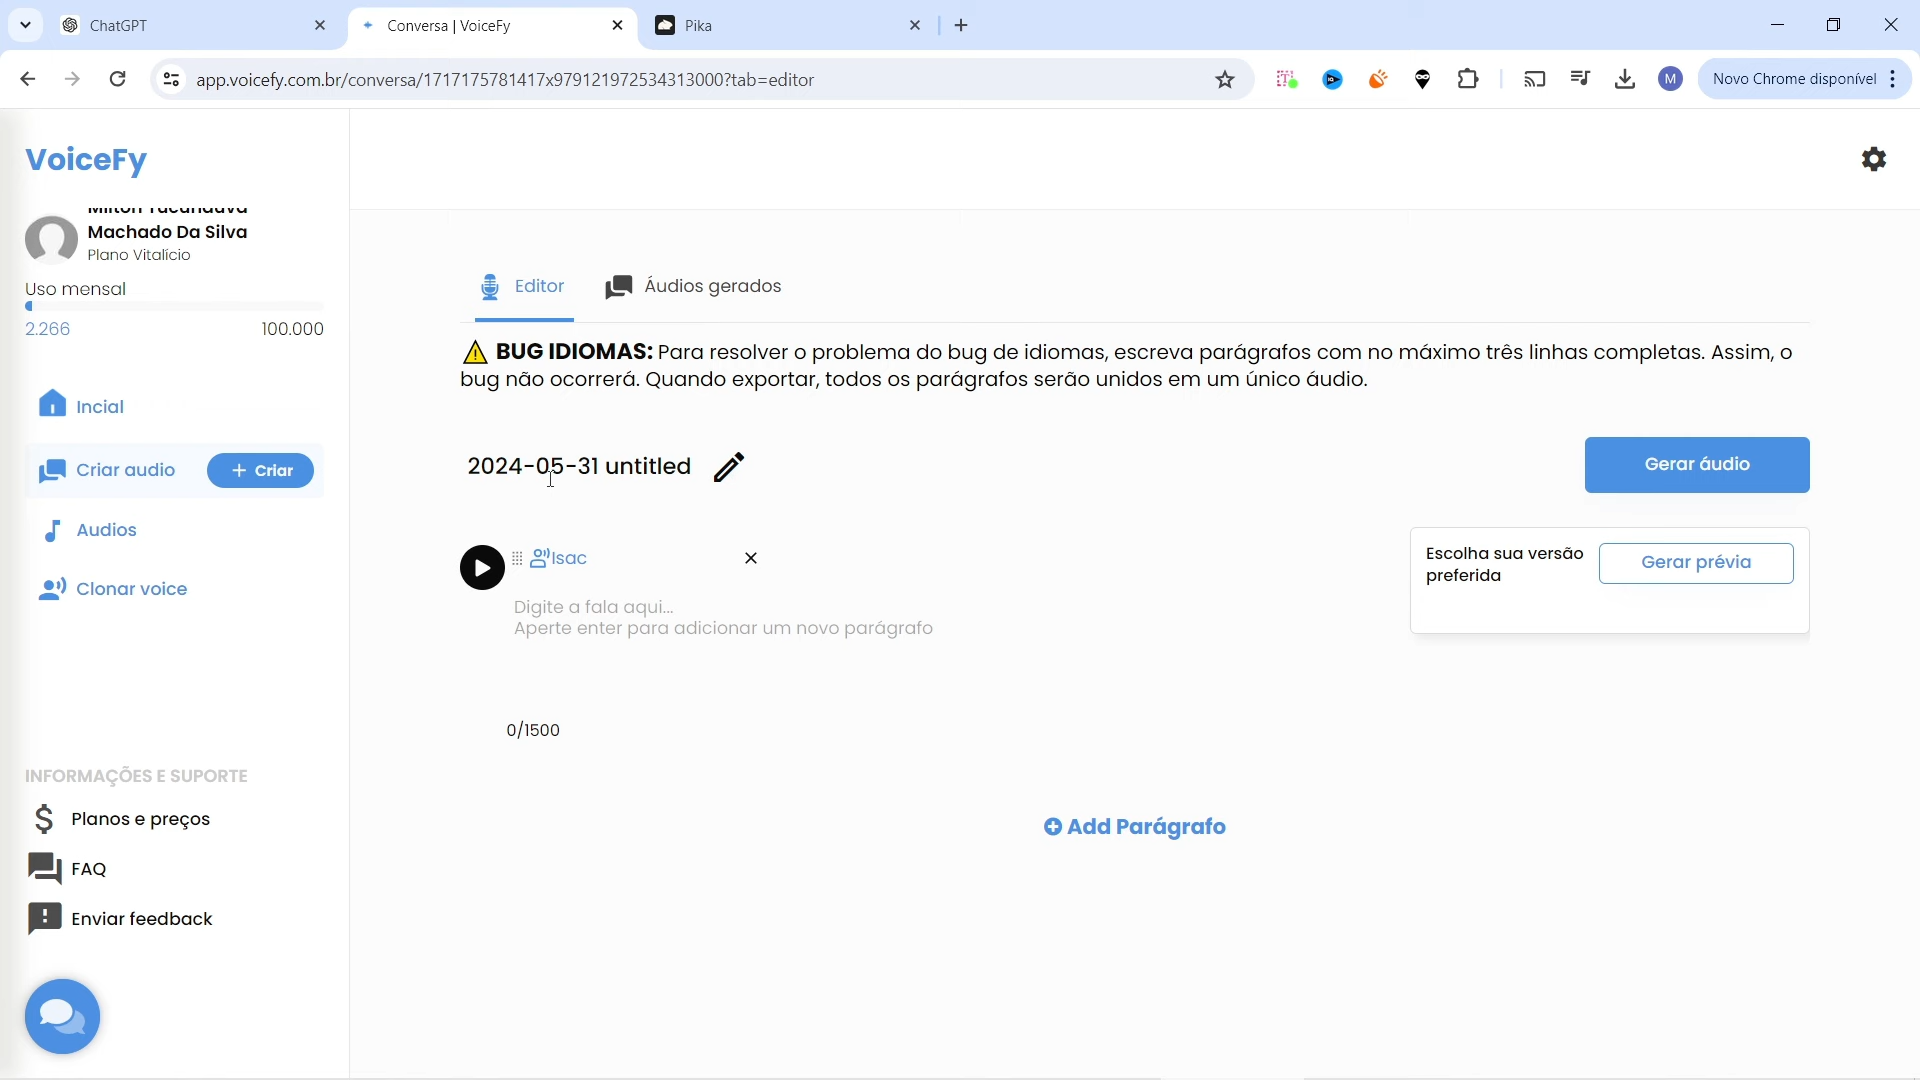 ChatGPT
Conversa | VoiceFy
Pika
app.voicefy.com.br/conversa/1717175781417x979121972534313000?tab=editor
M
Novo Chrome disponível
VoiceFy
Machado Da Silva
Plano Vitalício
Uso mensal
2.266 100.000
Incial
Criar audio
+ Criar
Audios
Clonar voice
INFORMAÇÕES E SUPORTE
Planos e preços
FAQ
Enviar feedback
Editor
Áudios gerados
⚠ BUG IDIOMAS: Para resolver o problema do bug de idiomas, escreva parágrafos com no máximo três linhas completas. Assim, o
bug não ocorrerá. Quando exportar, todos os parágrafos serão unidos em um único áudio.
2024-05-31 untitled
Gerar áudio
Isac
Digite a fala aqui...
Aperte enter para adicionar um novo parágrafo
0/1500
Escolha sua versão
preferida
Gerar prévia
Add Parágrafo